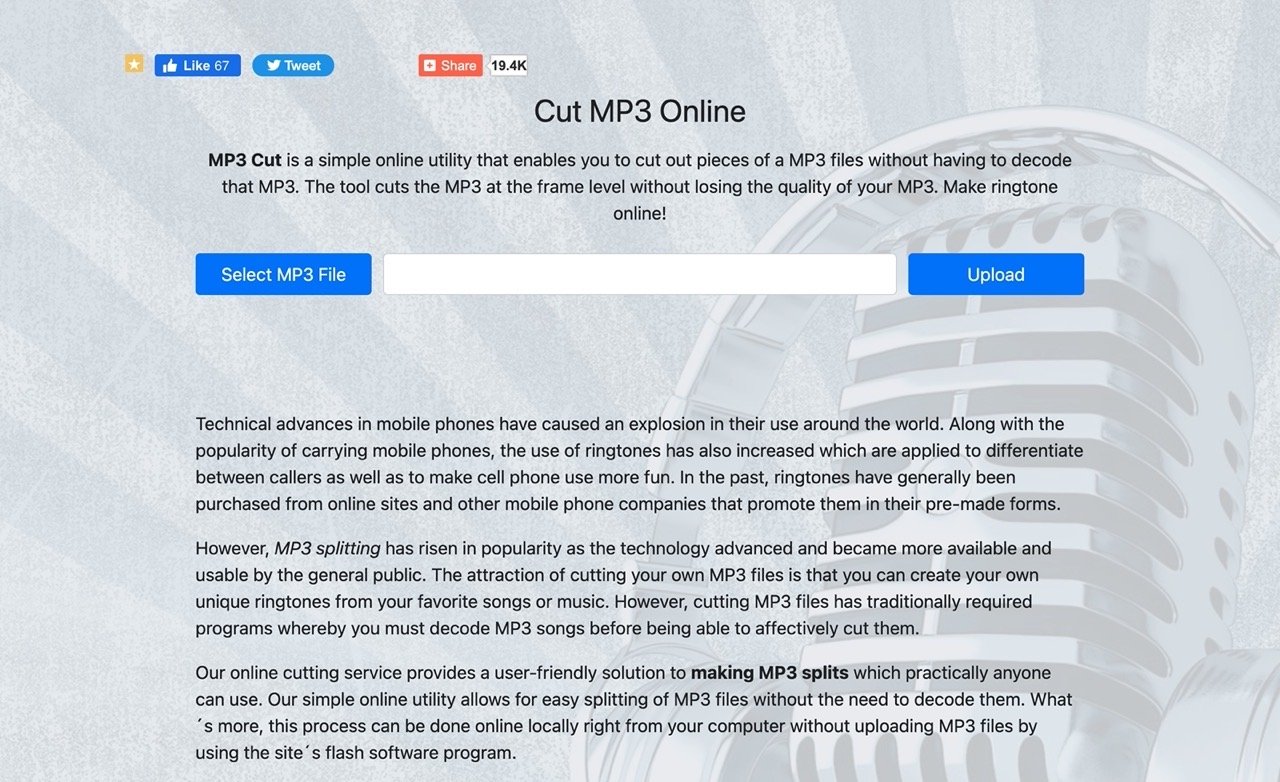 Like 67
Tweet
Share
19.4K
Cut MP3 Online
MP3 Cut is a simple online utility that enables you to cut out pieces of a MP3 files without having to decode
that MP3. The tool cuts the MP3 at the frame level without losing the quality of your MP3. Make ringtone
online!
Select MP3 File
Upload
Technical advances in mobile phones have caused an explosion in their use around the world. Along with the
popularity of carrying mobile phones, the use of ringtones has also increased which are applied to differentiate
between callers as well as to make cell phone use more fun. In the past, ringtones have generally been
purchased from online sites and other mobile phone companies that promote them in their pre-made forms.
However, MP3 splitting has risen in popularity as the technology advanced and became more available and
usable by the general public. The attraction of cutting your own MP3 files is that you can create your own
unique ringtones from your favorite songs or music. However, cutting MP3 files has traditionally required
programs whereby you must decode MP3 songs before being able to affectively cut them.
Our online cutting service provides a user-friendly solution to making MP3 splits which practically anyone
can use. Our simple online utility allows for easy splitting of MP3 files without the need to decode them. What
´s more, this process can be done online locally right from your computer without uploading MP3 files by
using the site´s flash software program.